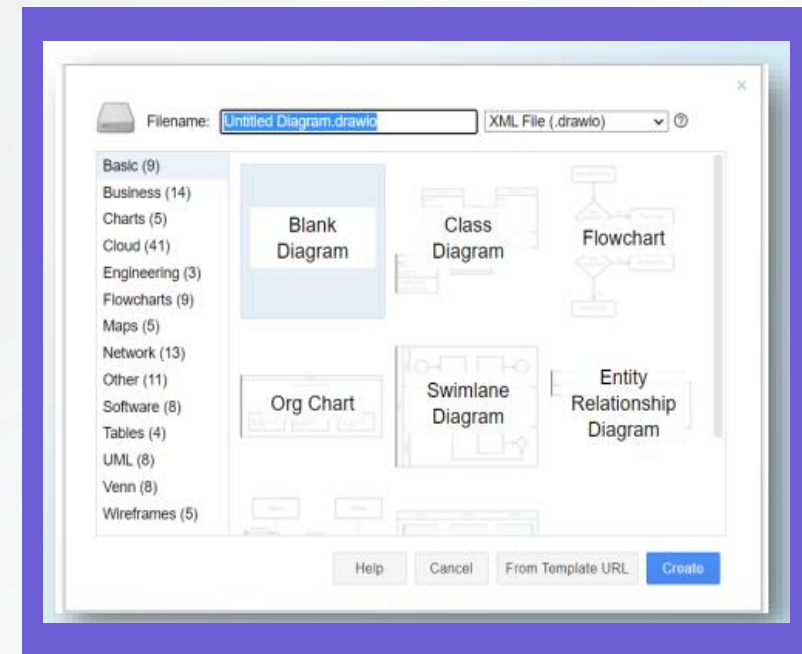 ×
Filename: Untitled Diagram.drawio XML File (.drawio)
Basic (9)
Business (14)
Charts (5)
Cloud (41)
Engineering (3)
Flowcharts (9)
Maps (5)
Network (13)
Other (11)
Software (8)
Tables (4)
UML (8)
Venn (8)
Wireframes (5)
Blank
Diagram
Class
Diagram
Flowchart
Org Chart
Swimlane
Diagram
Entity
Relationship
Diagram
Help Cancel From Template URL Create